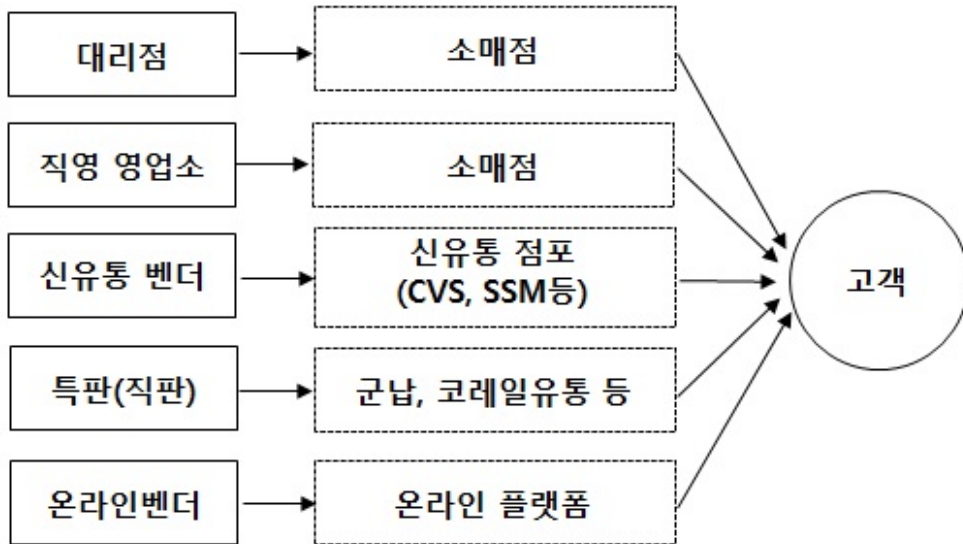 대리점
소매점
직영 영업소
소매점
신유통 벤더
신유통 점포
(CVS, SSM등)
고객
특판(직판)
군납, 코레일유통 등
온라인벤더
온라인 플랫폼